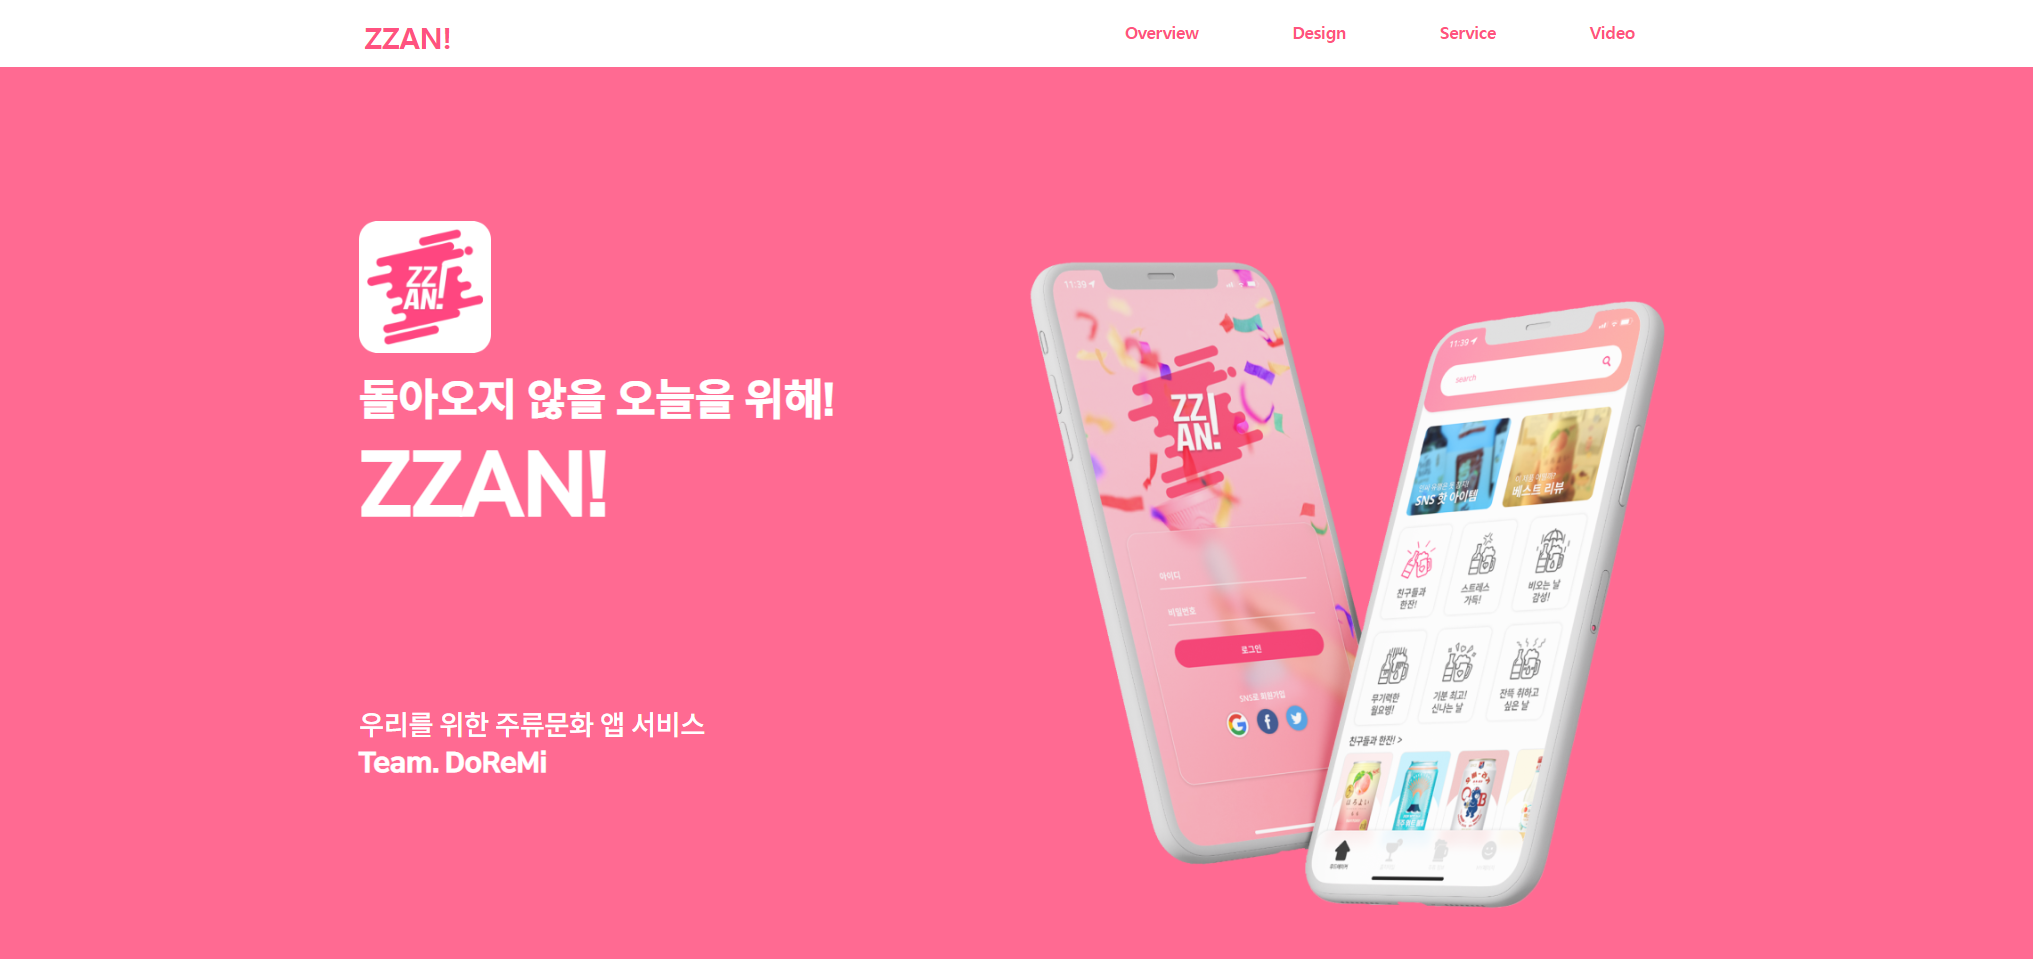 ZZAN!
Overview
Design
Service
Video
ZZ
AN!
돌아오지 않을 오늘을 위해!
ZZAN!
우리를 위한 주류문화 앱 서비스
Team. DoReMi
11:39
ZZ
AN!
아이디
비밀번호
로그인
SNS로 회원가입
11:39
search
SNS 핫 아이템
베스트 리뷰
친구들과
한잔!
스트레스
가득!
비오는 날
감성!
무기력한
월요병!
기분 최고!
신나는 날
잔뜩 취하고
싶은 날
친구들과 한잔! >